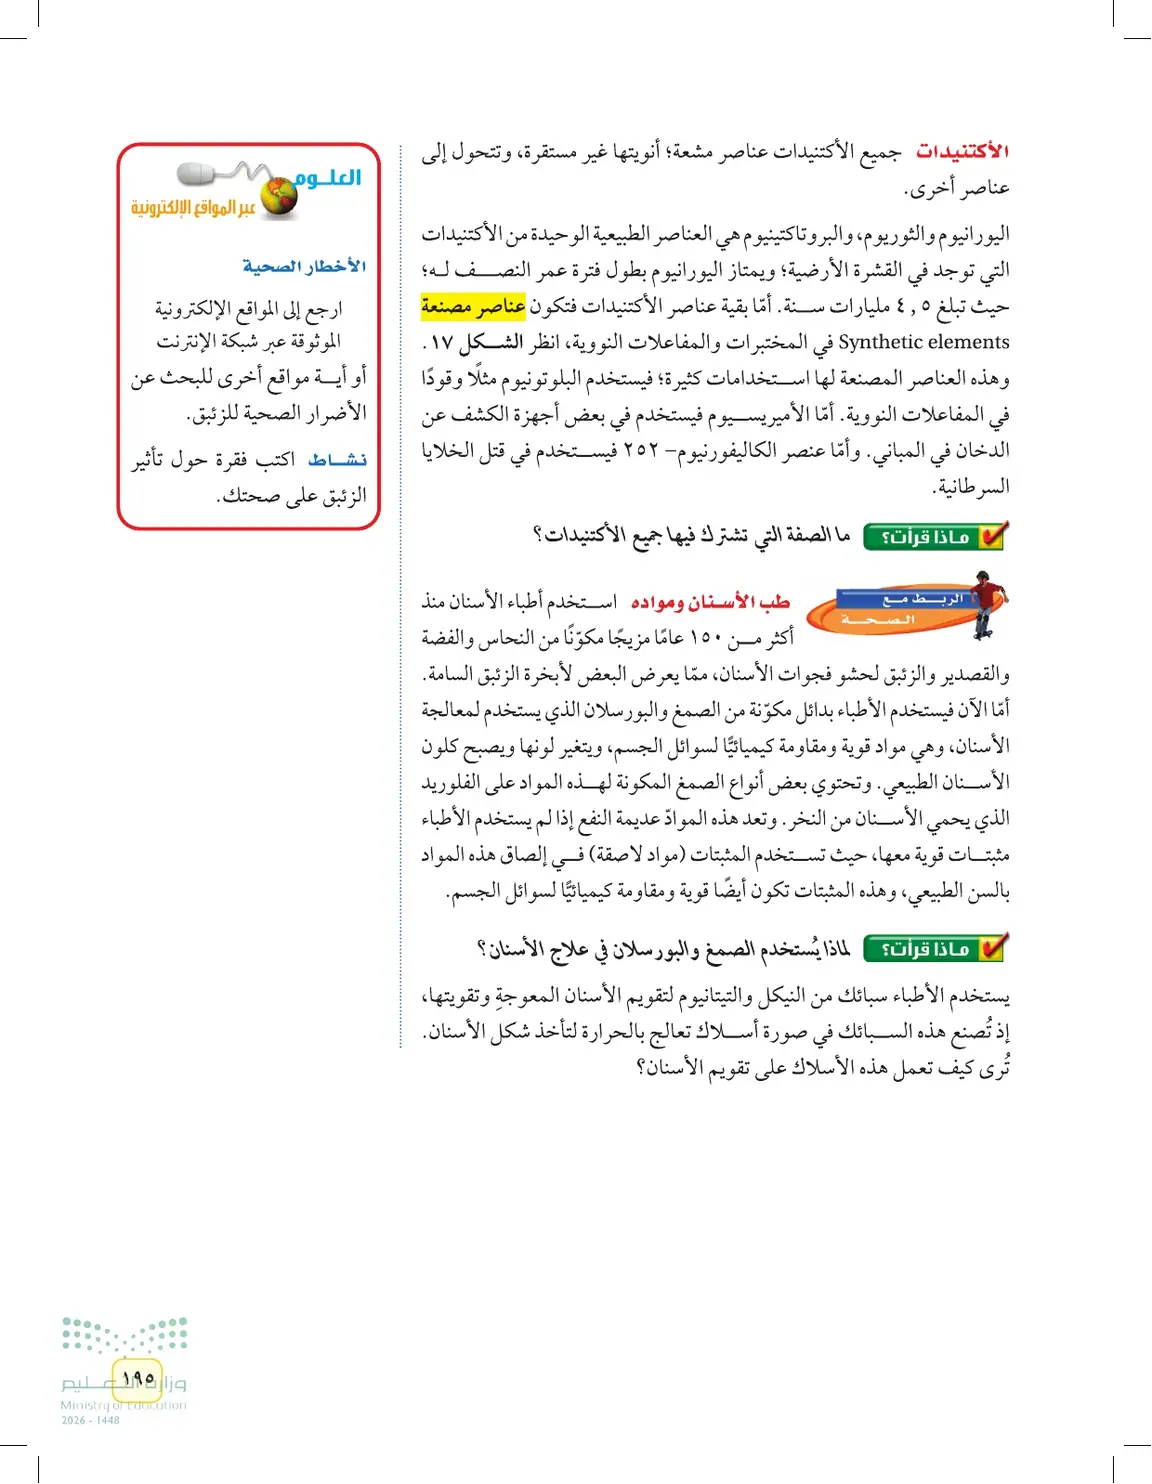 الأكتنيدات جميع الأكتنيدات عناصر مشعة؛ أنويتها غير مستقرة، وتتحول إلى
عناصر أخرى.
اليورانيوم والثوريوم، والبروتاكتينيوم هي العناصر الطبيعية الوحيدة من الأكتنيدات
التي توجد في القشرة الأرضية؛ ويمتاز اليورانيوم بطول فترة عمر النصف له؛
حيث تبلغ ٤,٥ مليارات سنة. أمّا بقية عناصر الأكتنيدات فتكون عناصر مصنعة
Synthetic elements في المختبرات والمفاعلات النووية، انظر الشكل ١٧.
وهذه العناصر المصنعة لها استخدامات كثيرة؛ فيستخدم البلوتونيوم مثلًا وقودًا
في المفاعلات النووية. أمّا الأميريسيوم فيستخدم في بعض أجهزة الكشف عن
الدخان في المباني. وأمّا عنصر الكاليفورنيوم– ٢٥٢ فيستخدم في قتل الخلايا
السرطانية.
ماذا قرأت؟ ما الصفة التي تشترك فيها جميع الأكتنيدات؟
الربط مع
الصحة
طب الأسنان ومواده استخدم أطباء الأسنان منذ
أكثر من ١٥٠ عامًا مزيجًا مكوّنًا من النحاس والفضة
والقصدير والزئبق لحشو فجوات الأسنان، ممّا يعرض البعض لأبخرة الزئبق السامة.
أمّا الآن فيستخدم الأطباء بدائل مكوّنة من الصمغ والبورسلان الذي يستخدم لمعالجة
الأسنان، وهي مواد قوية ومقاومة كيميائيًّا لسوائل الجسم، ويتغير لونها ويصبح كلون
الأسنان الطبيعي. وتحتوي بعض أنواع الصمغ المكونة لهذه المواد على الفلوريد
الذي يحمي الأسنان من النخر. وتعد هذه الموادّ عديمة النفع إذا لم يستخدم الأطباء
مثبتات قوية معها، حيث تستخدم المثبتات (مواد لاصقة) في إلصاق هذه المواد
بالسن الطبيعي، وهذه المثبتات تكون أيضًا قوية ومقاومة كيميائيًّا لسوائل الجسم.
ماذا قرأت؟ لماذا يُستخدم الصمغ والبورسلان في علاج الأسنان؟
يستخدم الأطباء سبائك من النيكل والتيتانيوم لتقويم الأسنان المعوجةِ وتقويتها،
إذ تُصنع هذه السبائك في صورة أسلاك تعالج بالحرارة لتأخذ شكل الأسنان.
تُرى كيف تعمل هذه الأسلاك على تقويم الأسنان؟
العلوم
عبر المواقع الإلكترونية
الأخطار الصحية
ارجع إلى المواقع الإلكترونية
الموثوقة عبر شبكة الإنترنت
أو أية مواقع أخرى للبحث عن
الأضرار الصحية للزئبق.
نشاط اكتب فقرة حول تأثير
الزئبق على صحتك.
وزارة التعليم
١٩٥
Ministry of Education
2026 - 1448